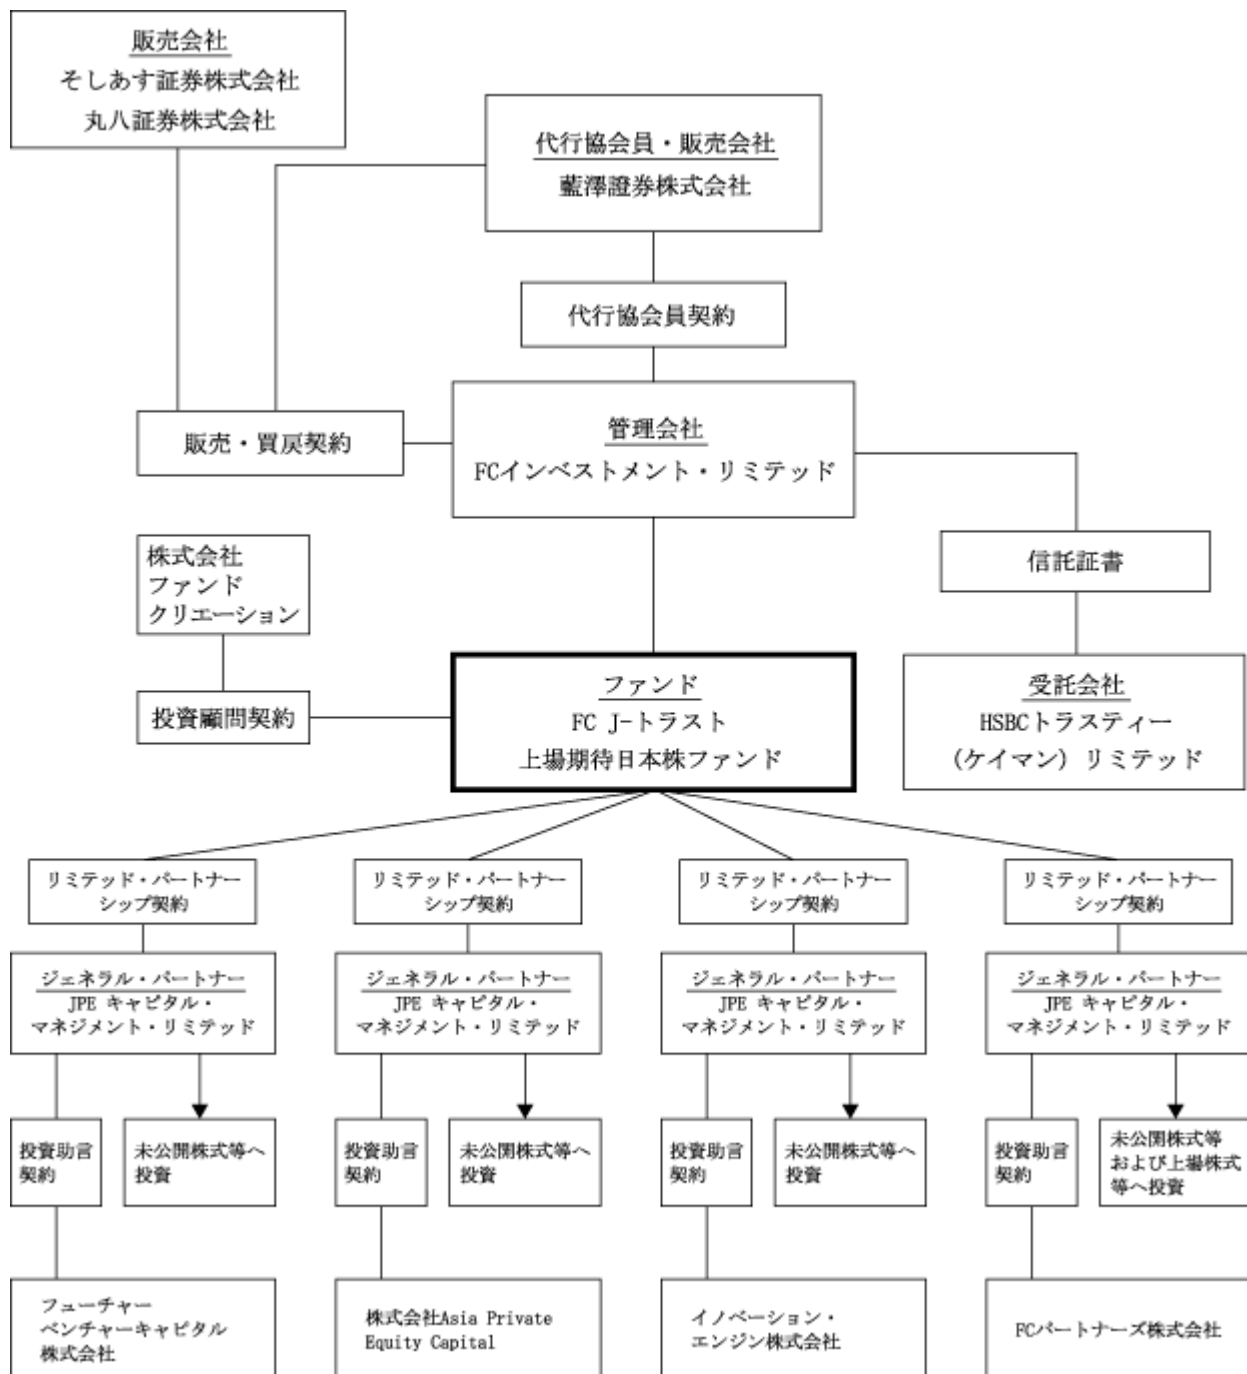 販売会社
そしあす証券株式会社
丸八証券株式会社
代行協会員・販売会社
藍澤證券株式会社
代行協会員契約
販売・買戻契約
管理会社
FCインベストメント・リミテッド
株式会社
ファンド
クリエーション
信託証書
投資顧問契約
ファンド
FC J-トラスト
上場期待日本株ファンド
受託会社
HSBCトラスティー
(ケイマン) リミテッド
リミテッド・パートナー
シップ契約
リミテッド・パートナー
シップ契約
リミテッド・パートナー
シップ契約
リミテッド・パートナー
シップ契約
ジェネラル・パートナー
JPE キャピタル・
マネジメント・リミテッド
ジェネラル・パートナー
JPE キャピタル・
マネジメント・リミテッド
ジェネラル・パートナー
JPE キャピタル・
マネジメント・リミテッド
ジェネラル・パートナー
JPE キャピタル・
マネジメント・リミテッド
投資助言
契約
未公開株式等へ
投資
投資助言
契約
未公開株式等へ
投資
投資助言
契約
未公開株式等へ
投資
投資助言
契約
未公開株式等
および上場株式
等へ投資
フューチャー
ベンチャーキャピタル
株式会社
株式会社Asia Private
Equity Capital
イノベーション・
エンジン株式会社
FCパートナーズ株式会社